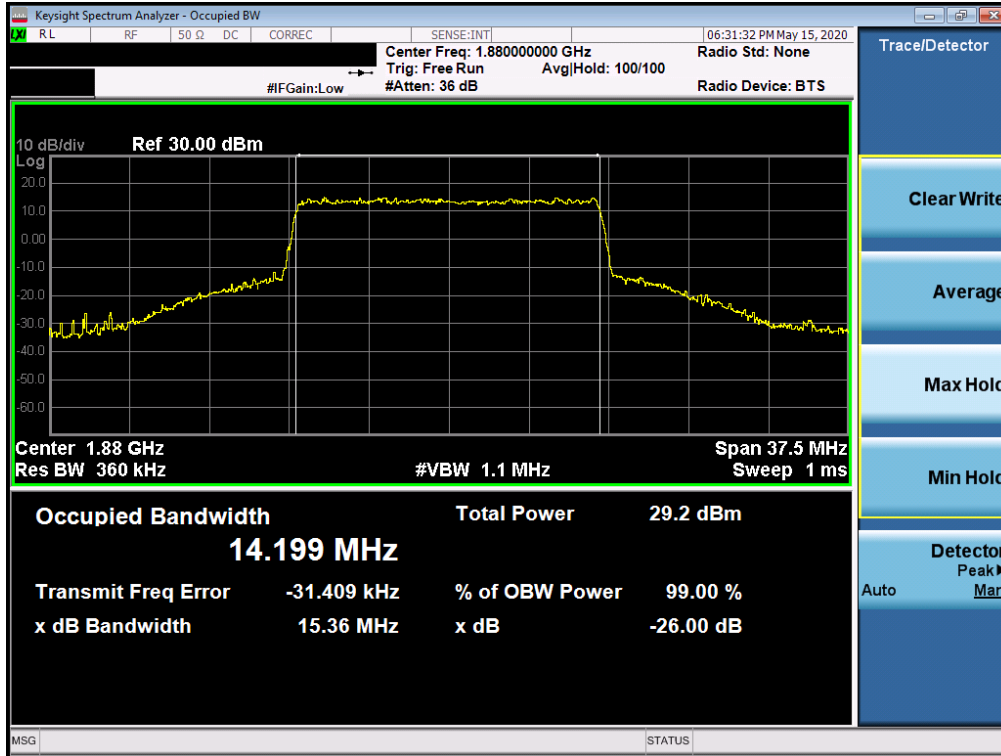 Keysight Spectrum Analyzer - Occupied BW
LXI RL RF 50 Ω DC CORREC SENSE:INT 06:31:32 PM May 15, 2020
Center Freq: 1.880000000 GHz Radio Std: None
Trig: Free Run Avg|Hold: 100/100
#IFGain:Low #Atten: 36 dB Radio Device: BTS
Trace/Detector
10 dB/div Ref 30.00 dBm
Log
20.0
10.0
0.00
-10.0
-20.0
-30.0
-40.0
-50.0
-60.0
Center 1.88 GHz Span 37.5 MHz
Res BW 360 kHz #VBW 1.1 MHz Sweep 1 ms
Occupied Bandwidth Total Power 29.2 dBm
14.199 MHz
Transmit Freq Error -31.409 kHz % of OBW Power 99.00 %
x dB Bandwidth 15.36 MHz x dB -26.00 dB
Clear Write
Average
Max Hold
Min Hold
Detector
Peak
Auto Man
MSG STATUS